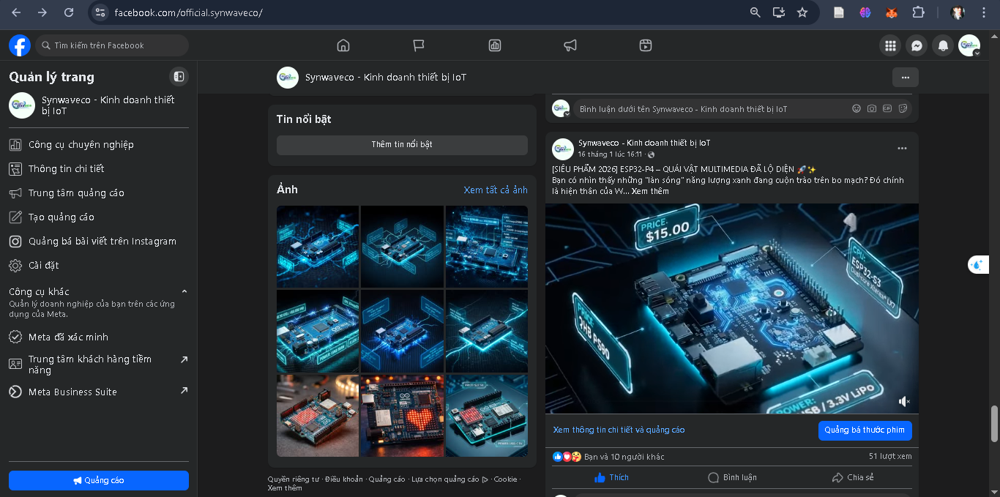 facebook.com/official.synwaveco/
Tìm kiếm trên Facebook
Quản lý trang
Synwaveco - Kinh doanh thiết bị IoT
Công cụ chuyên nghiệp
Thông tin chi tiết
Trung tâm quảng cáo
Tạo quảng cáo
Quảng bá bài viết trên Instagram
Cài đặt
Công cụ khác
Quản lý doanh nghiệp của bạn trên các ứng
dụng của Meta.
Meta đã xác minh
Trung tâm khách hàng tiềm
năng
Meta Business Suite
Quảng cáo
Synwaveco - Kinh doanh thiết bị IoT
Tin nổi bật
Thêm tin nổi bật
Ảnh
Xem tất cả ảnh
Quyền riêng tư · Điều khoản · Quảng cáo · Lựa chọn quảng cáo · Cookie ·
Xem thêm
Bình luận dưới tên Synwaveco - Kinh doanh thiết bị IoT
Synwaveco - Kinh doanh thiết bị IoT
16 tháng 1 lúc 16:11 ·
[SIÊU PHẨM 2026] ESP32-P4 – QUÁI VẬT MULTIMEDIA ĐÃ LỘ DIỆN 🚀✨
Bạn có nhìn thấy những "làn sóng" năng lượng xanh đang cuộn trào trên bo mạch? Đó chính
là hiện thân của W... Xem thêm
PRICE:
$15.00
CPU:
ESP32-S3
POWER:
USB / 3.3V LiPo
Xem thông tin chi tiết và quảng cáo
Quảng bá thước phim
Bạn và 10 người khác
51 lượt xem
Thích
Bình luận
Chia sẻ